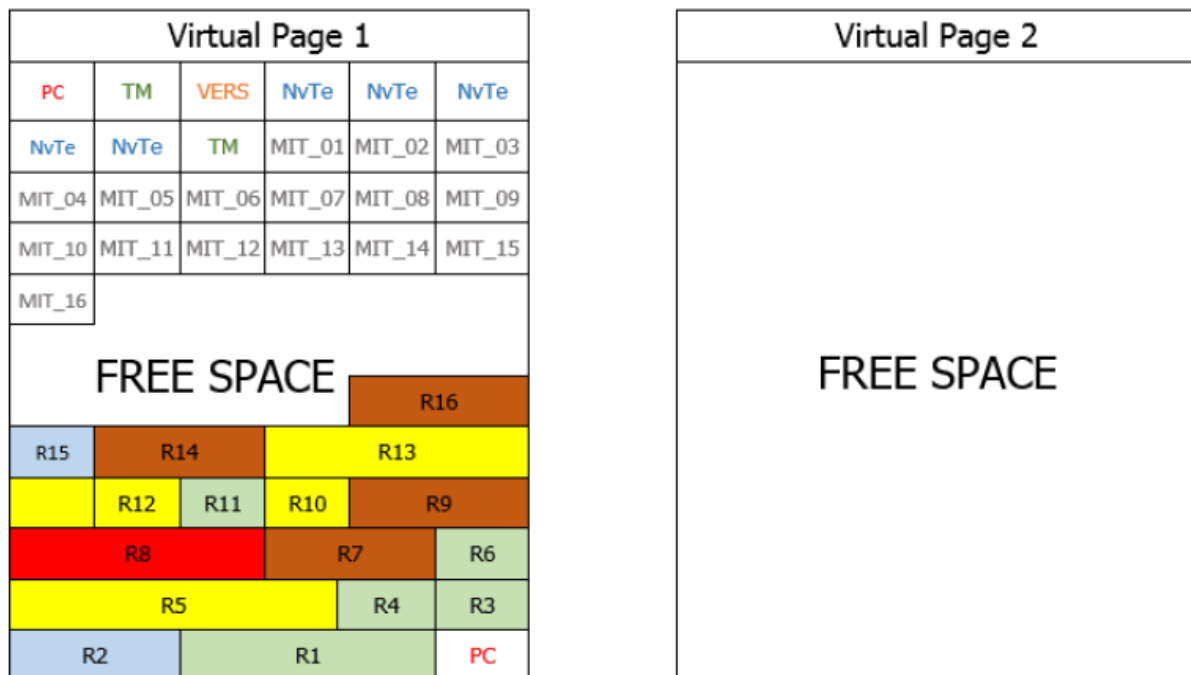 Virtual Page 1
PC TM VERS NvTe NvTe NvTe
NvTe NvTe TM MIT_01 MIT_02 MIT_03
MIT_04 MIT_05 MIT_06 MIT_07 MIT_08 MIT_09
MIT_10 MIT_11 MIT_12 MIT_13 MIT_14 MIT_15
MIT_16
FREE SPACE
R16
R15 R14 R13
R12 R11 R10 R9
R8 R7 R6
R5 R4 R3
R2 R1 PC
Virtual Page 2
FREE SPACE